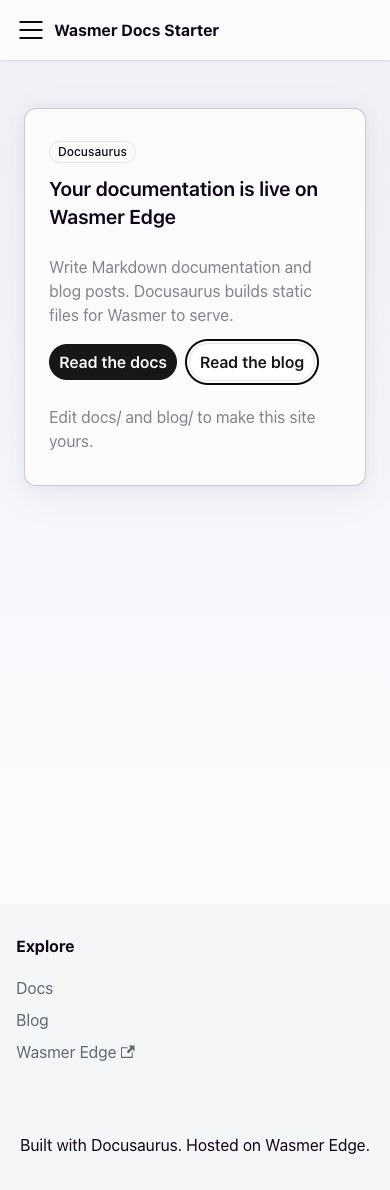 Wasmer Docs Starter
Docusaurus
Your documentation is live on
Wasmer Edge
Write Markdown documentation and
blog posts. Docusaurus builds static
files for Wasmer to serve.
Read the docs
Read the blog
Edit docs/ and blog/ to make this site
yours.
Explore
Docs
Blog
Wasmer Edge
Built with Docusaurus. Hosted on Wasmer Edge.